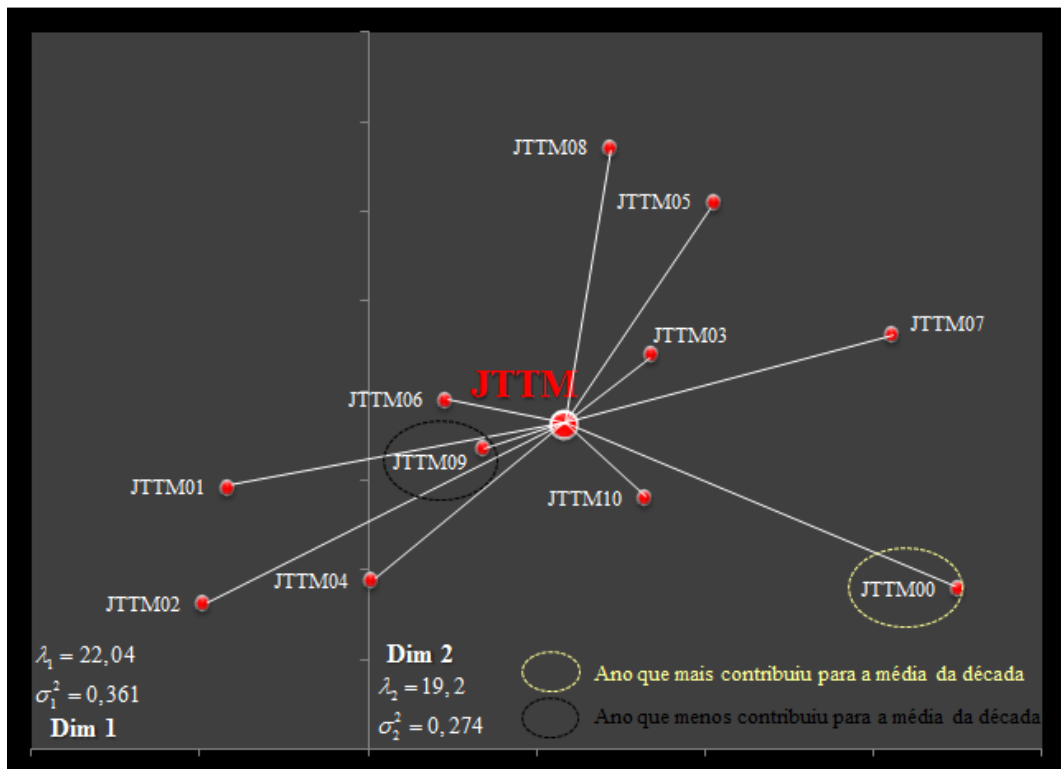 JTTM08
JTTM05
JTTM07
JTTM03
JTTM
JTTM06
JTTM09
JTTM01
JTTM10
JTTM04
JTTM00
JTTM02
λ₁ = 22,04
σ₁² = 0,361
Dim 1
Dim 2
λ₂ = 19,2
σ₂² = 0,274
Ano que mais contribuiu para a média da década
Ano que menos contribuiu para a média da década